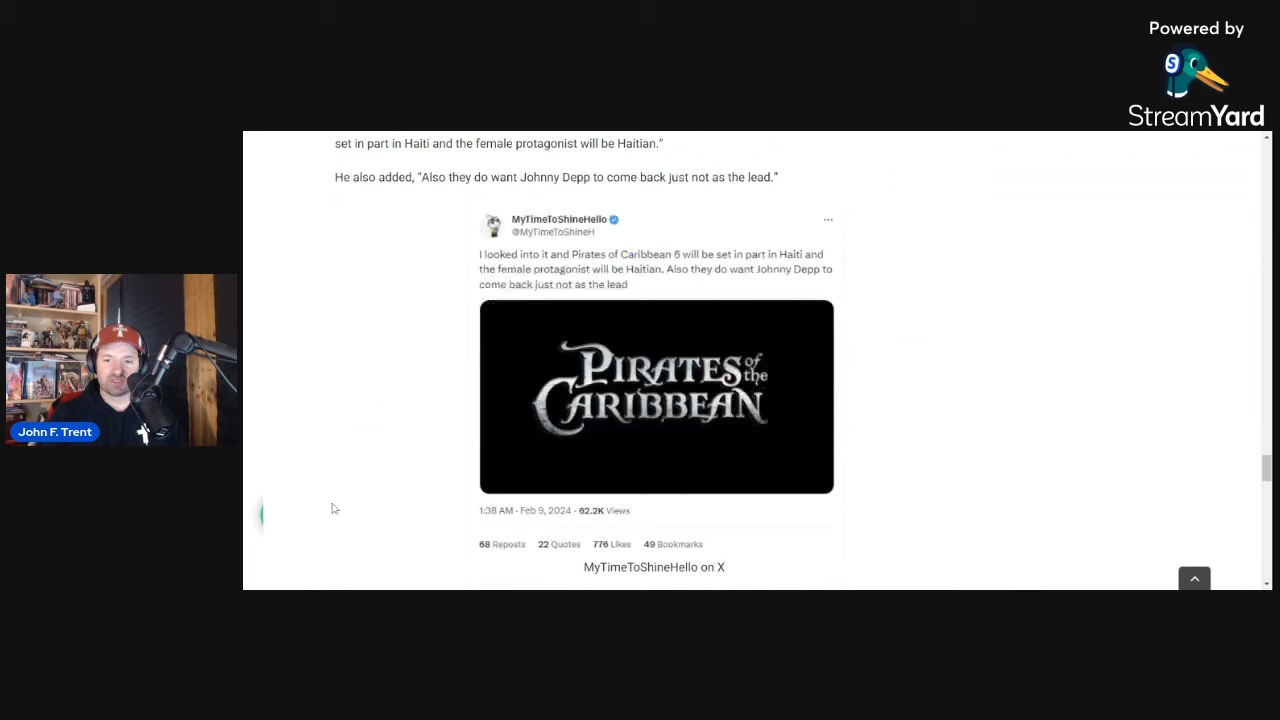 Powered by
S
StreamYard
set in part in Haiti and the female protagonist will be Haitian.”
He also added, “Also they do want Johnny Depp to come back just not as the lead.”
MyTimeToShineHello
@MyTimeToShineH
I looked into it and Pirates of Caribbean 6 will be set in part in Haiti and
the female protagonist will be Haitian. Also they do want Johnny Depp to
come back just not as the lead
PIRATES of
the
CARIBBEAN
1:38 AM · Feb 9, 2024 · 62.2K Views
68 Reposts 22 Quotes 776 Likes 49 Bookmarks
MyTimeToShineHello on X
John F. Trent